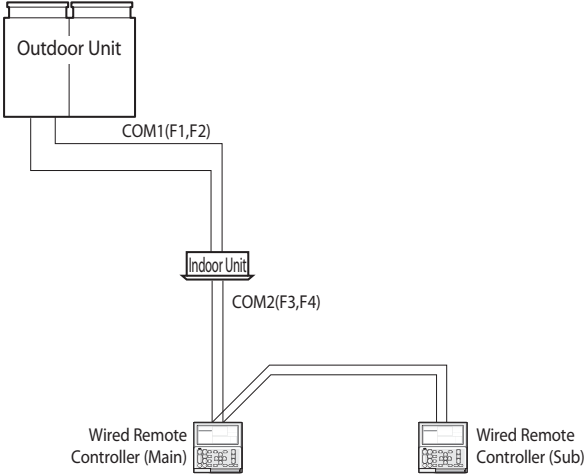 Outdoor Unit
COM1(F1,F2)
Indoor Unit
COM2(F3,F4)
Wired Remote
Controller (Main)
Wired Remote
Controller (Sub)